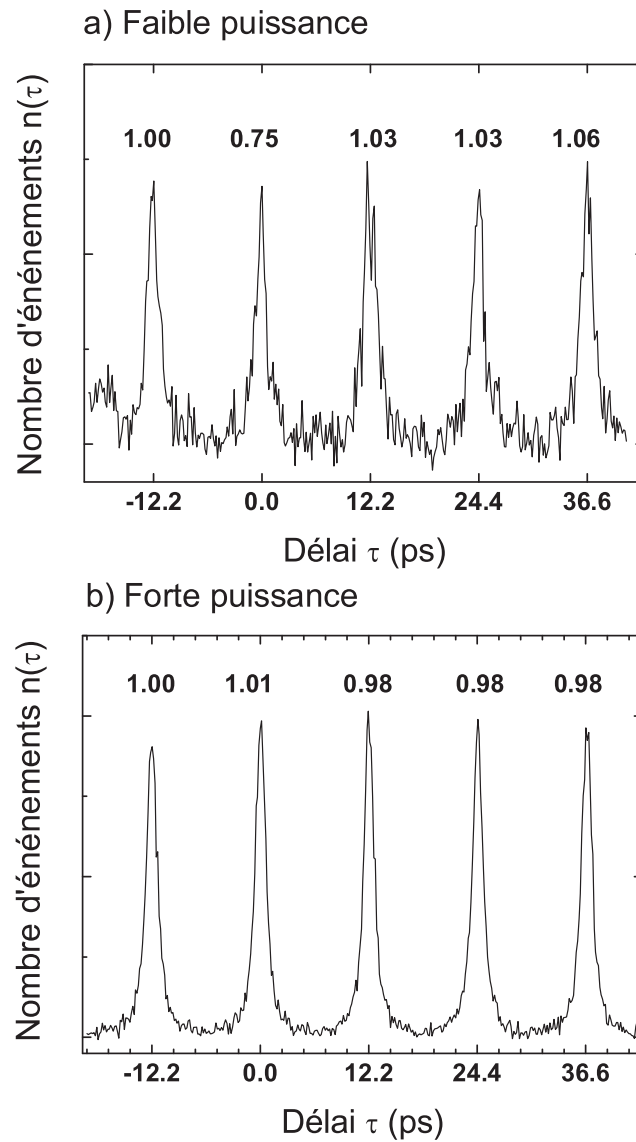 a) Faible puissance
Nombre d'énénements n(τ)
1.00 0.75 1.03 1.03 1.06
-12.2 0.0 12.2 24.4 36.6
Délai τ (ps)
b) Forte puissance
Nombre d'énénements n(τ)
1.00 1.01 0.98 0.98 0.98
-12.2 0.0 12.2 24.4 36.6
Délai τ (ps)